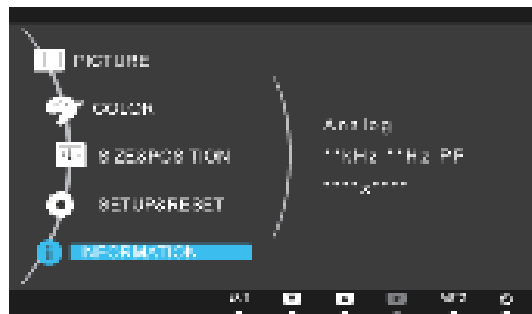 PICTURE
COLOR
SIZE&POSITION
SETUP&RESET
INFORMATION
Analog
**kHz **Hz PP
****x****